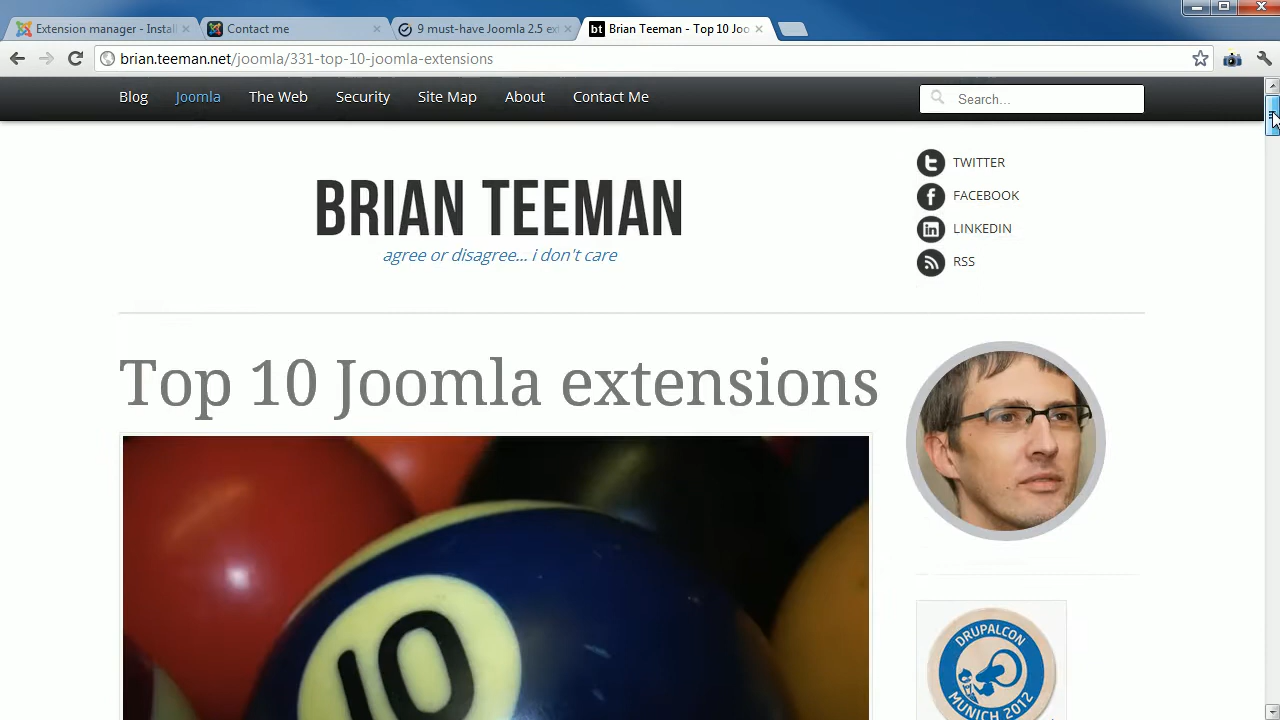 Extension manager - Instal
Contact me
9 must-have Joomla 2.5 ex
bt
Brian Teeman - Top 10 Joo
brian.teeman.net/joomla/331-top-10-joomla-extensions
Blog
Joomla
The Web
Security
Site Map
About
Contact Me
Search...
BRIAN TEEMAN
agree or disagree... i don't care
TWITTER
FACEBOOK
LINKEDIN
RSS
Top 10 Joomla extensions
10
DRUPALCON
MUNICH 2012